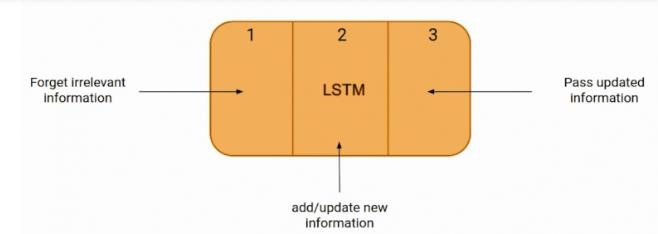 1
2
3
Forget irrelevant
information
LSTM
Pass updated
information
add/update new
information